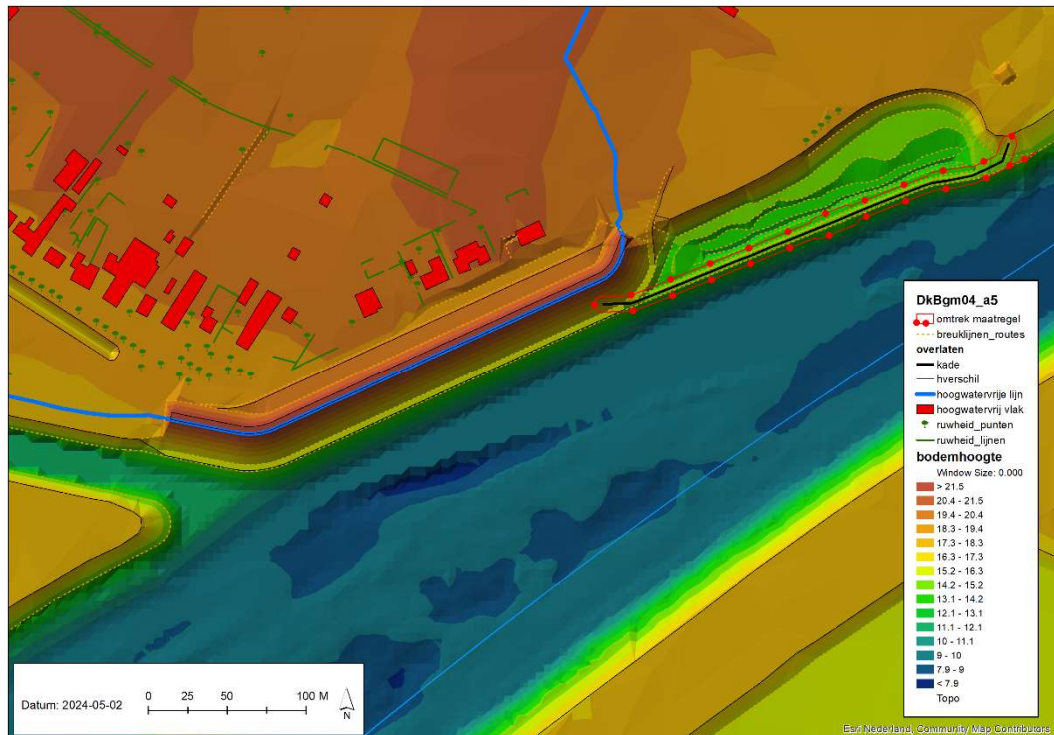 DkBgm04_a5
omtrek maatregel
breuklijnen_routes
overlaten
kade
hverschil
hoogwatervrije lijn
hoogwatervrij vlak
ruwheid_punten
ruwheid_lijnen
bodemhoogte
Window Size: 0.000
> 21.5
20.4 - 21.5
19.4 - 20.4
18.3 - 19.4
17.3 - 18.3
16.3 - 17.3
15.2 - 16.3
14.2 - 15.2
13.1 - 14.2
12.1 - 13.1
11.1 - 12.1
10 - 11.1
9 - 10
7.9 - 9
< 7.9
Topo
Datum: 2024-05-02
0 25 50 100 M
N
Esri Nederland, Community Map Contributors